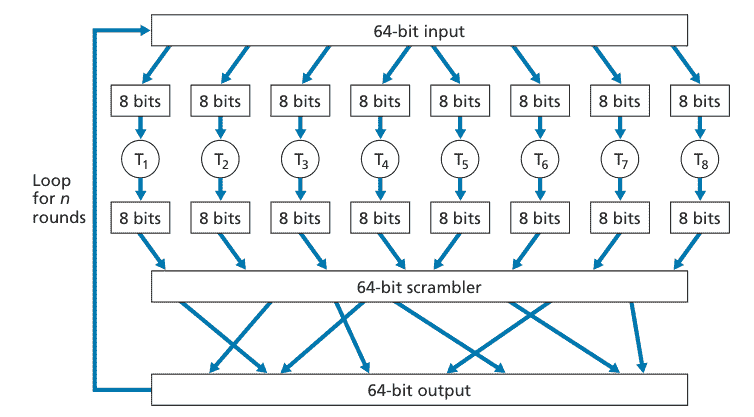 64-bit input
8 bits 8 bits 8 bits 8 bits 8 bits 8 bits 8 bits 8 bits
T1 T2 T3 T4 T5 T6 T7 T8
Loop
for n
rounds
8 bits 8 bits 8 bits 8 bits 8 bits 8 bits 8 bits 8 bits
64-bit scrambler
64-bit output